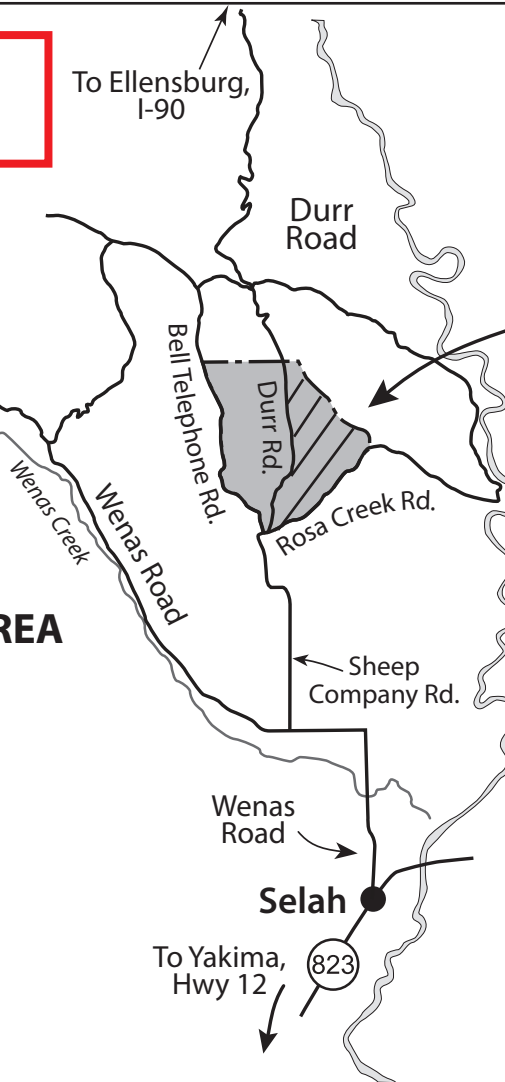 To Ellensburg,
I-90
Durr
Road
Bell Telephone Rd.
Durr Rd.
Rosa Creek Rd.
Wenas Creek
Wenas Road
REA
Sheep
Company Rd.
Wenas
Road
Selah
To Yakima,
Hwy 12
823